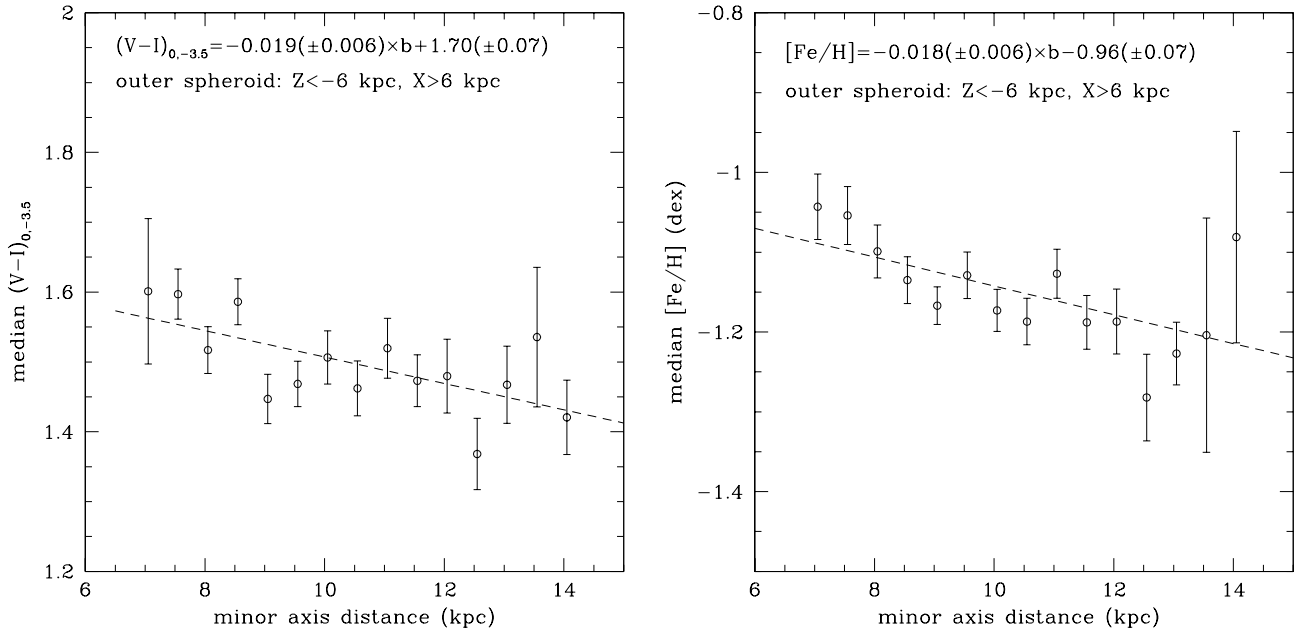 (V−I)0,−3.5=−0.019(±0.006)×b+1.70(±0.07)
outer spheroid: Z<−6 kpc, X>6 kpc
median (V−I)0,−3.5
2
1.8
1.6
1.4
1.2
6
8
10
12
14
minor axis distance (kpc)
[Fe/H]=−0.018(±0.006)×b−0.96(±0.07)
outer spheroid: Z<−6 kpc, X>6 kpc
median [Fe/H] (dex)
−0.8
−1
−1.2
−1.4
6
8
10
12
14
minor axis distance (kpc)